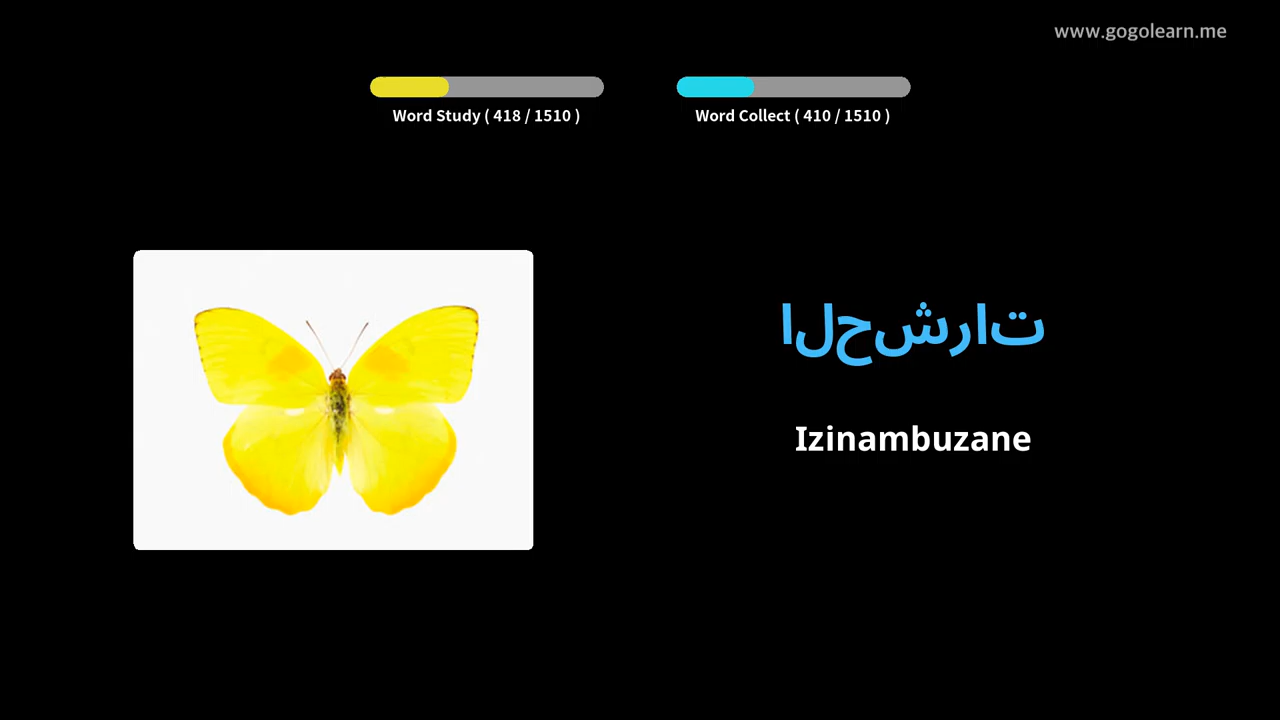 www.gogolearn.me
Word Study ( 418 / 1510 )
Word Collect ( 410 / 1510 )
الحشرات
Izinambuzane